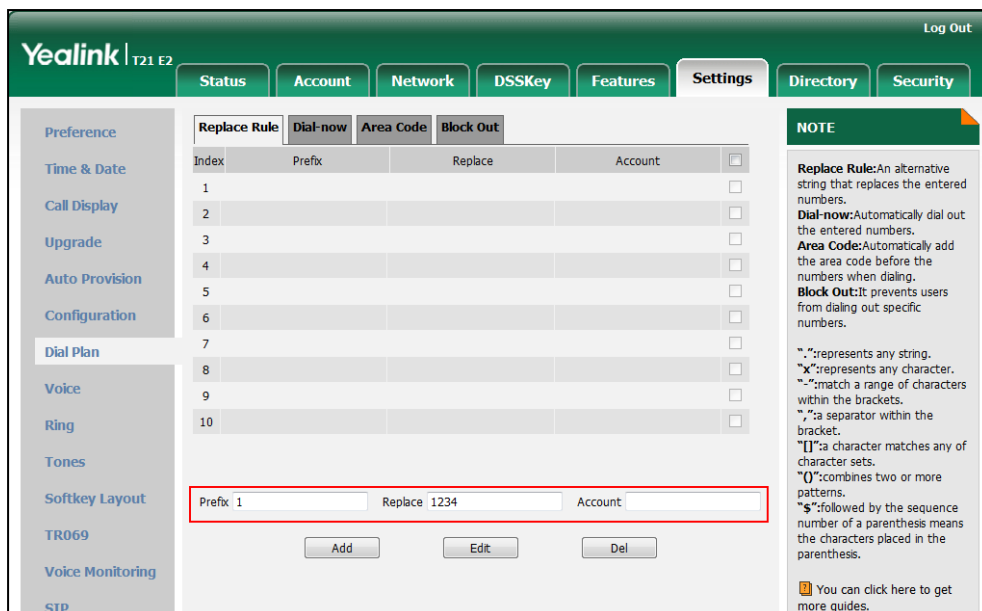 Log Out
Yealink T21 E2
Status Account Network DSSKey Features Settings Directory Security
Preference
Time & Date
Call Display
Upgrade
Auto Provision
Configuration
Dial Plan
Voice
Ring
Tones
Softkey Layout
TR069
Voice Monitoring
SIP
Replace Rule Dial-now Area Code Block Out
Index Prefix Replace Account
1
2
3
4
5
6
7
8
9
10
Prefix 1 Replace 1234 Account
Add Edit Del
NOTE
Replace Rule:An alternative
string that replaces the entered
numbers.
Dial-now:Automatically dial out
the entered numbers.
Area Code:Automatically add
the area code before the
numbers when dialing.
Block Out:It prevents users
from dialing out specific
numbers.
".":represents any string.
"x":represents any character.
"-":match a range of characters
within the brackets.
",":a separator within the
bracket.
"[]":a character matches any of
character sets.
"()":combines two or more
patterns.
"$":followed by the sequence
number of a parenthesis means
the characters placed in the
parenthesis.
You can click here to get
more guides.